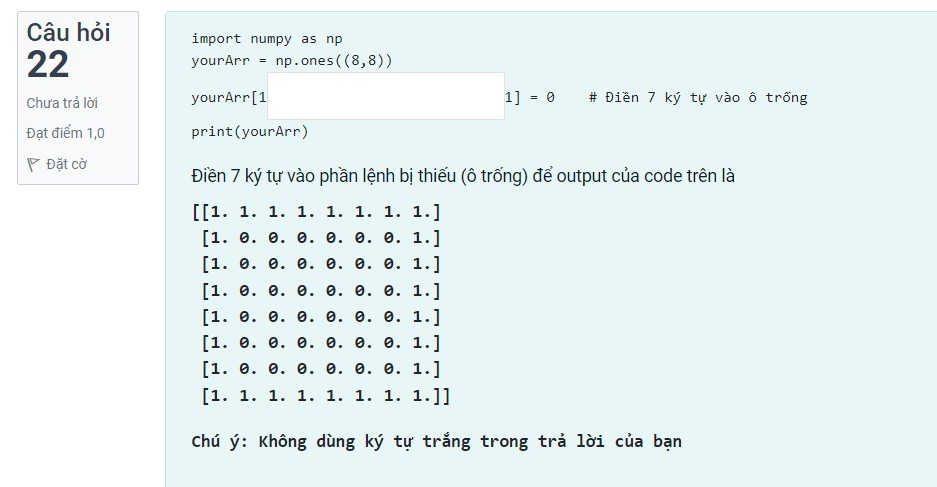 Câu hỏi
22
Chưa trả lời
Đạt điểm 1,0
Đặt cờ
import numpy as np
yourArr = np.ones((8,8))
yourArr[1 1] = 0 # Điền 7 ký tự vào ô trống
print(yourArr)
Điền 7 ký tự vào phần lệnh bị thiếu (ô trống) để output của code trên là
[[1. 1. 1. 1. 1. 1. 1. 1.]
[1. 0. 0. 0. 0. 0. 0. 1.]
[1. 0. 0. 0. 0. 0. 0. 1.]
[1. 0. 0. 0. 0. 0. 0. 1.]
[1. 0. 0. 0. 0. 0. 0. 1.]
[1. 0. 0. 0. 0. 0. 0. 1.]
[1. 0. 0. 0. 0. 0. 0. 1.]
[1. 1. 1. 1. 1. 1. 1. 1.]]
Chú ý: Không dùng ký tự trắng trong trả lời của bạn